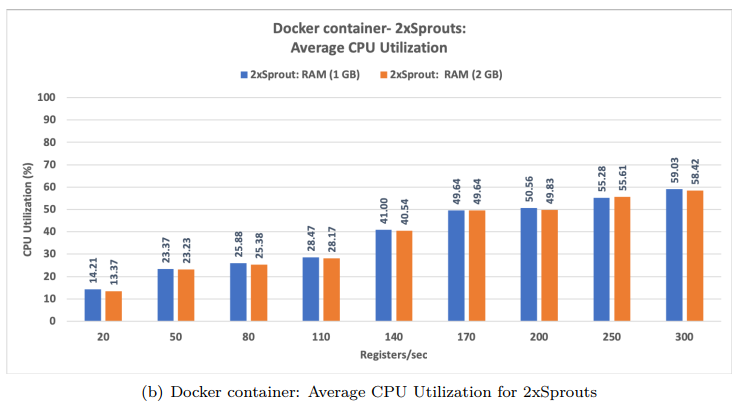 Docker container- 2xSprouts:
Average CPU Utilization
2xSprout: RAM (1 GB) 2xSprout: RAM (2 GB)
CPU Utilization (%)
100
90
80
70
60
50
40
30
20
10
0
14.21 13.37 23.37 23.23 25.88 25.38 28.47 28.17 41.00 40.54 49.64 49.64 50.56 49.83 55.28 55.61 59.03 58.42
20 50 80 110 140 170 200 250 300
Registers/sec
(b) Docker container: Average CPU Utilization for 2xSprouts